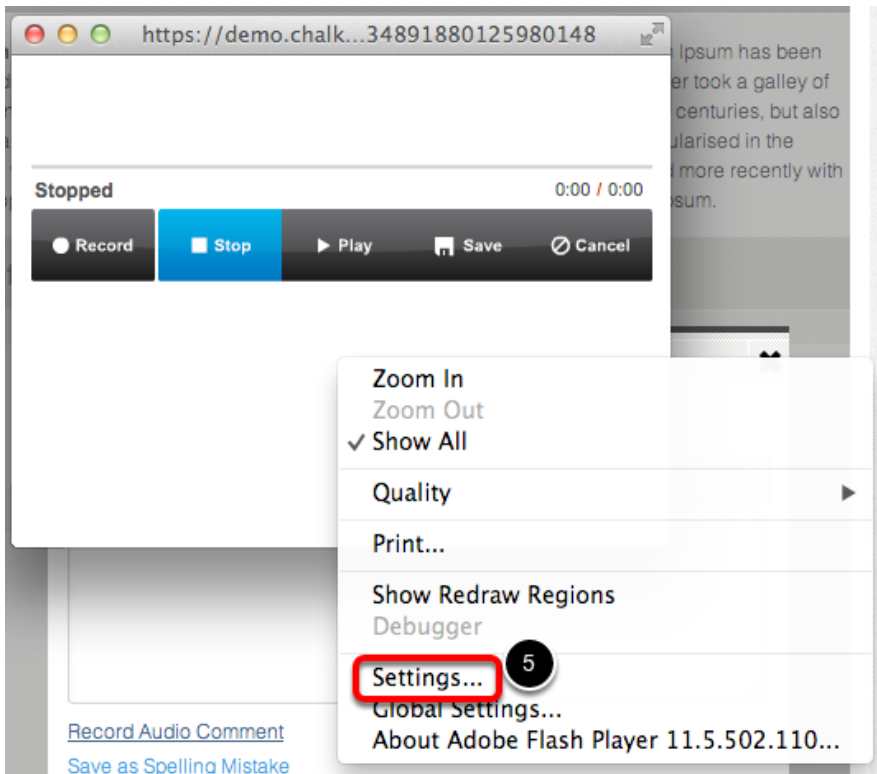 https://demo.chalk...34891880125980148
Ipsum has been
er took a galley of
centuries, but also
ularised in the
more recently with
psum.
Stopped
0:00 / 0:00
Record
Stop
Play
Save
Cancel
Zoom In
Zoom Out
Show All
Quality
Print...
Show Redraw Regions
Debugger
Settings...
5
Global Settings...
About Adobe Flash Player 11.5.502.110...
Record Audio Comment
Save as Spelling Mistake